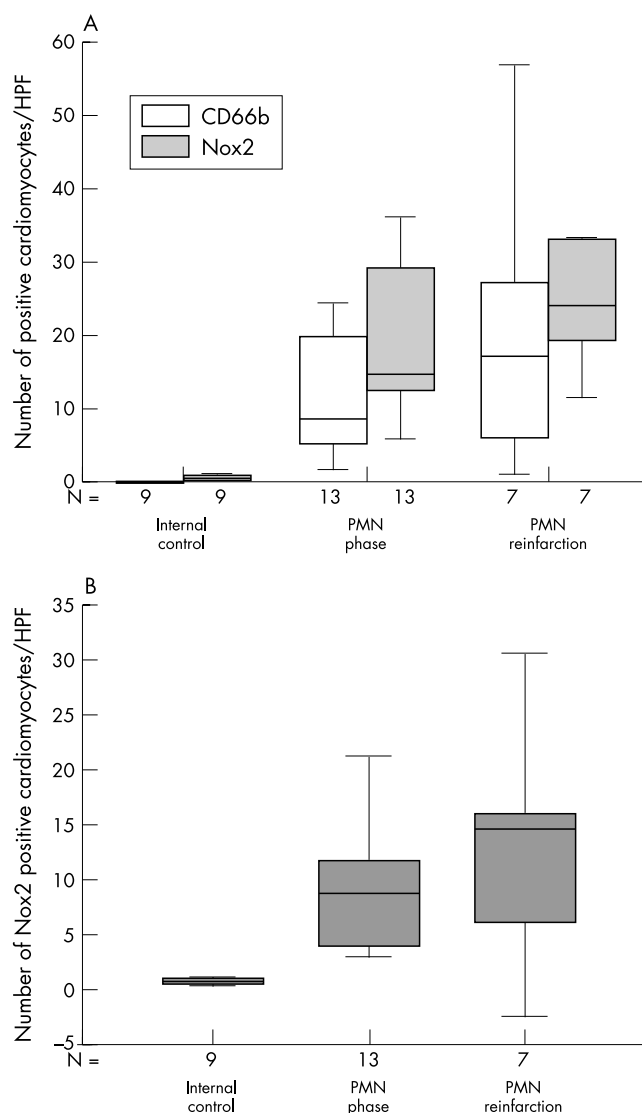 A
60
50
40
30
20
10
0
Number of positive cardiomyocytes/HPF
CD66b
Nox2
N = 9 9 13 13 7 7
Internal control
PMN phase
PMN reinfarction
B
35
30
25
20
15
10
5
0
–5
Number of Nox2 positive cardiomyocytes/HPF
N = 9 13 7
Internal control
PMN phase
PMN reinfarction